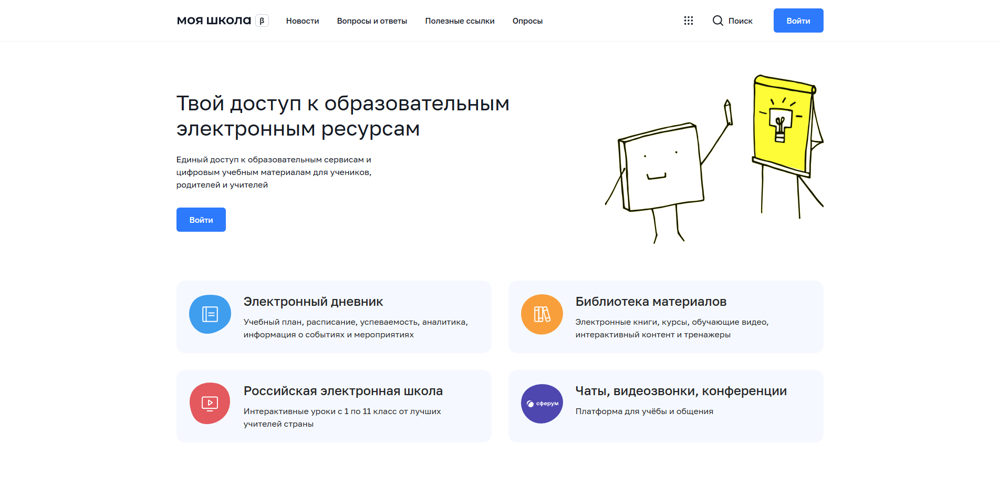 моя школа β
Новости
Вопросы и ответы
Полезные ссылки
Опросы
Поиск
Войти
Твой доступ к образовательным
электронным ресурсам
Единый доступ к образовательным сервисам и
цифровым учебным материалам для учеников,
родителей и учителей
Войти
Электронный дневник
Учебный план, расписание, успеваемость, аналитика,
информация о событиях и мероприятиях
Библиотека материалов
Электронные книги, курсы, обучающие видео,
интерактивный контент и тренажеры
Российская электронная школа
Интерактивные уроки с 1 по 11 класс от лучших
учителей страны
сферум
Чаты, видеозвонки, конференции
Платформа для учёбы и общения